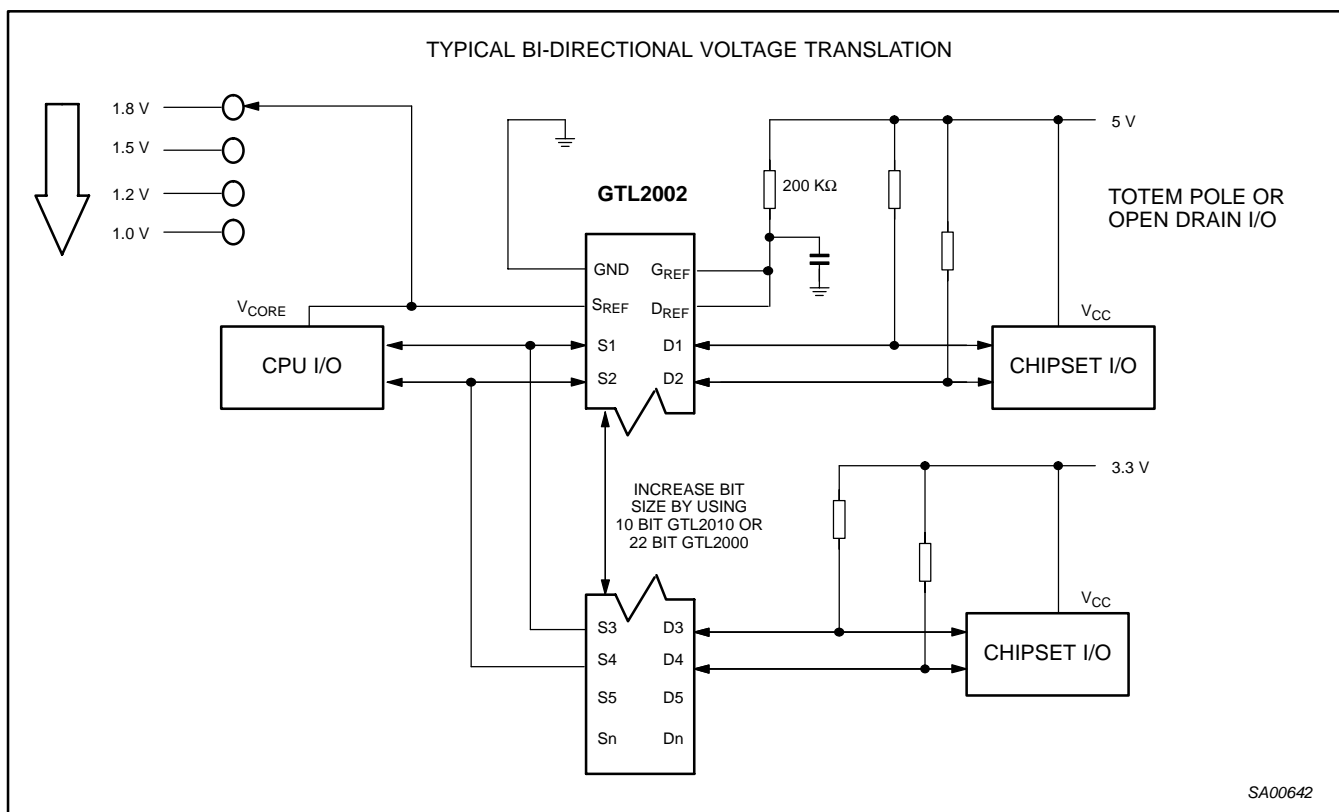 TYPICAL BI-DIRECTIONAL VOLTAGE TRANSLATION
1.8 V
1.5 V
1.2 V
1.0 V
5 V
200 KΩ
GTL2002
TOTEM POLE OR
OPEN DRAIN I/O
GND
GREF
SREF
DREF
VCORE
VCC
S1
D1
CPU I/O
CHIPSET I/O
S2
D2
3.3 V
INCREASE BIT
SIZE BY USING
10 BIT GTL2010 OR
22 BIT GTL2000
VCC
S3
D3
S4
D4
CHIPSET I/O
S5
D5
Sn
Dn
SA00642